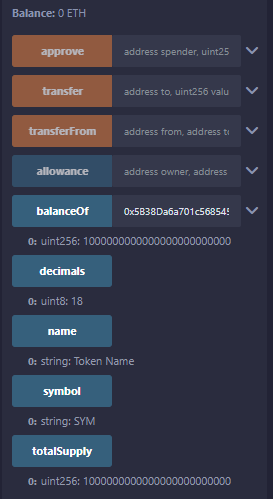 Balance: 0 ETH
approve address spender, uint25
transfer address to, uint256 valu
transferFrom address from, address to
allowance address owner, address
balanceOf 0x5B38Da6a701c568545
0: uint256: 1000000000000000000000000
decimals
0: uint8: 18
name
0: string: Token Name
symbol
0: string: SYM
totalSupply
0: uint256: 1000000000000000000000000